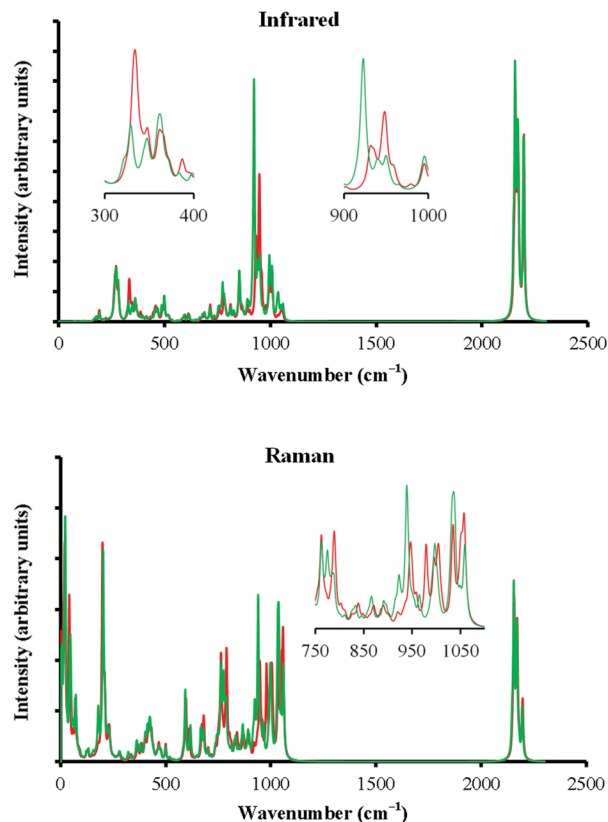 Infrared
Intensity (arbitrary units)
300 400
900 1000
0 500 1000 1500 2000 2500
Wavenumber (cm⁻¹)
Raman
Intensity (arbitrary units)
750 850 950 1050
0 500 1000 1500 2000 2500
Wavenumber (cm⁻¹)